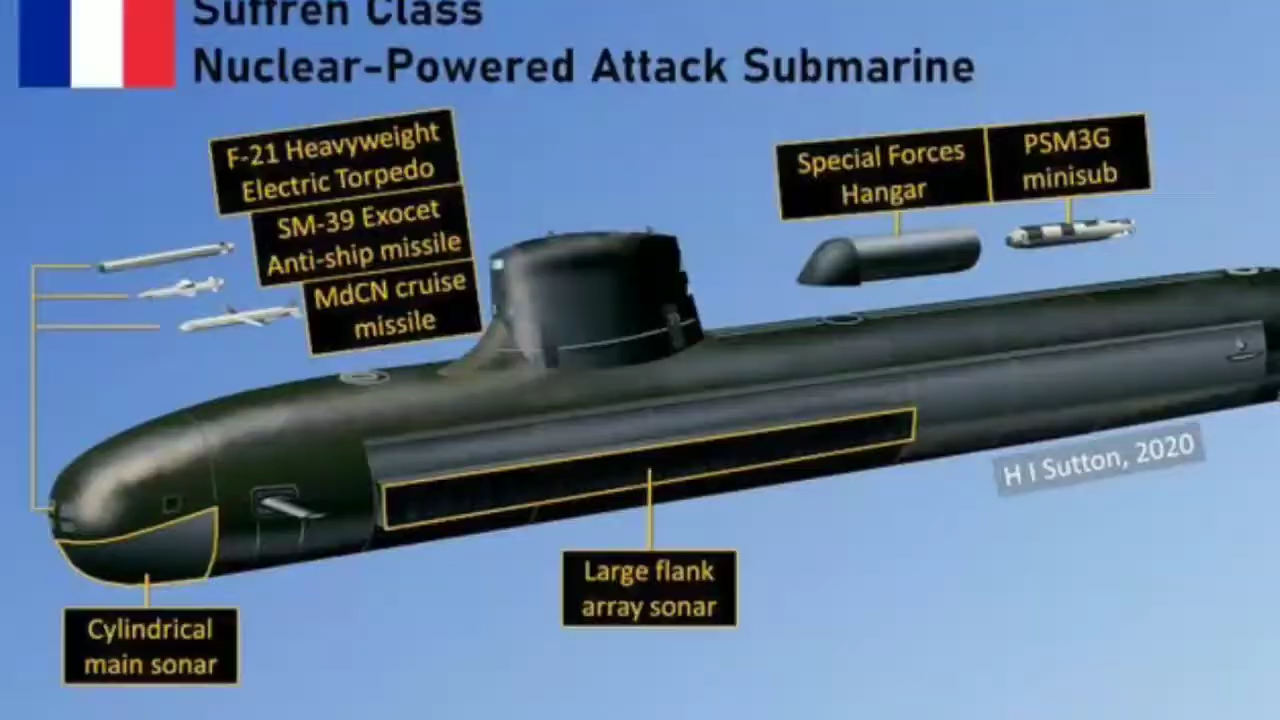 Suffren Class
Nuclear-Powered Attack Submarine
F-21 Heavyweight
Electric Torpedo
SM-39 Exocet
Anti-ship missile
MdCN cruise
missile
Special Forces
Hangar
PSM3G
minisub
H I Sutton, 2020
Large flank
array sonar
Cylindrical
main sonar